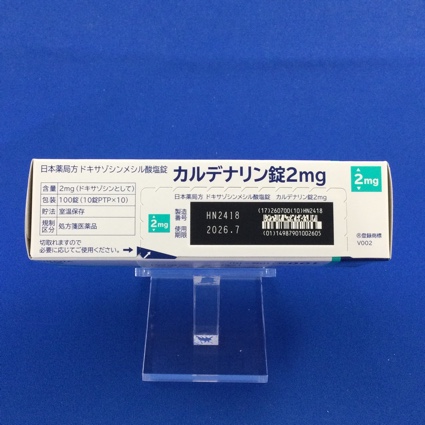 日本薬局方 ドキサゾシンメシル酸塩錠 カルデナリン錠2mg
2mg
含量 2mg（ドキサゾシンとして）
包装 100錠（10錠PTP×10）
貯法 室温保存
規制区分 処方箋医薬品
切取れますので
必要に応じてご使用ください。
日本薬局方 ドキサゾシンメシル酸塩錠 カルデナリン錠2mg
2mg
製造番号 HN2418
使用期限 2026.7
(17)260700(10)HN2418
(01)14987901002605
®登録商標
V002